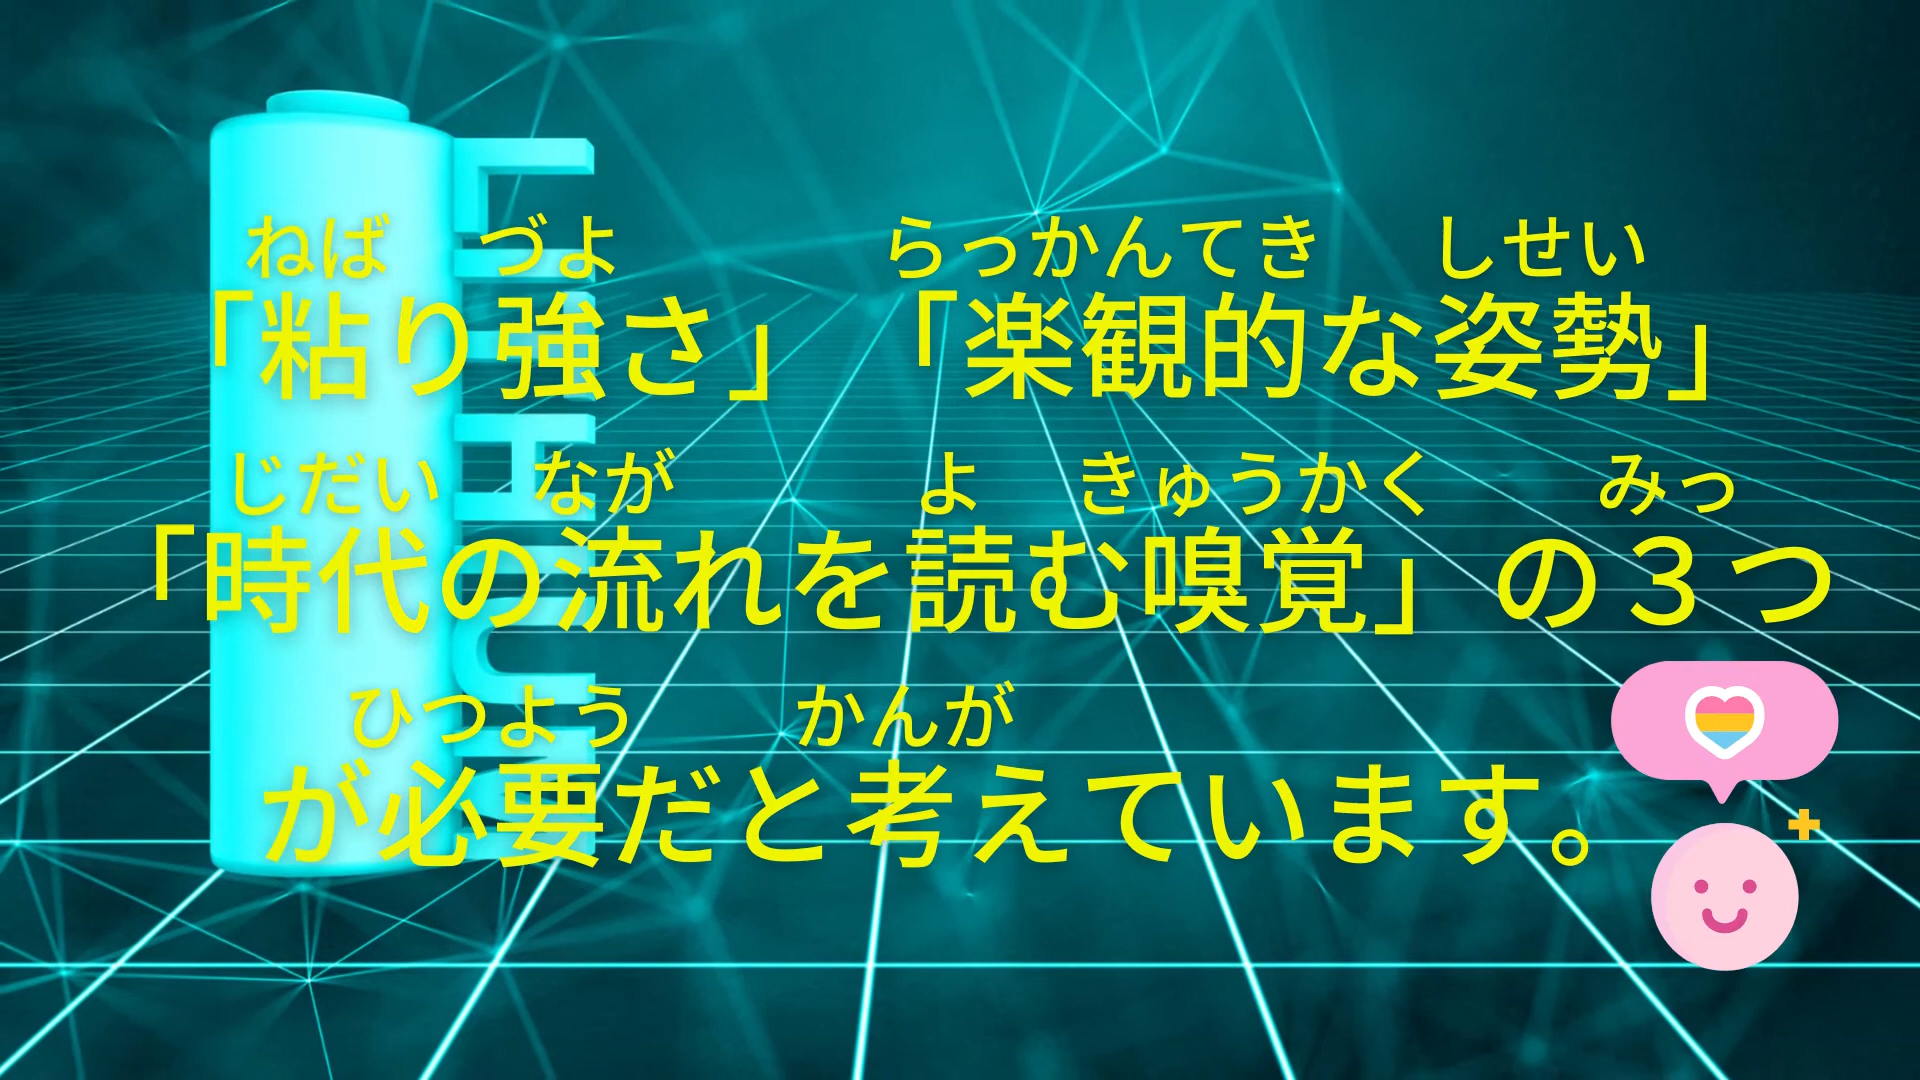 ねば づよ らっかんてき しせい
「粘り強さ」 「楽観的な姿勢」
じだい なが よ きゅうかく みっ
「時代の流れを読む嗅覚」の３つ
ひつよう かんが
が必要だと考えています。